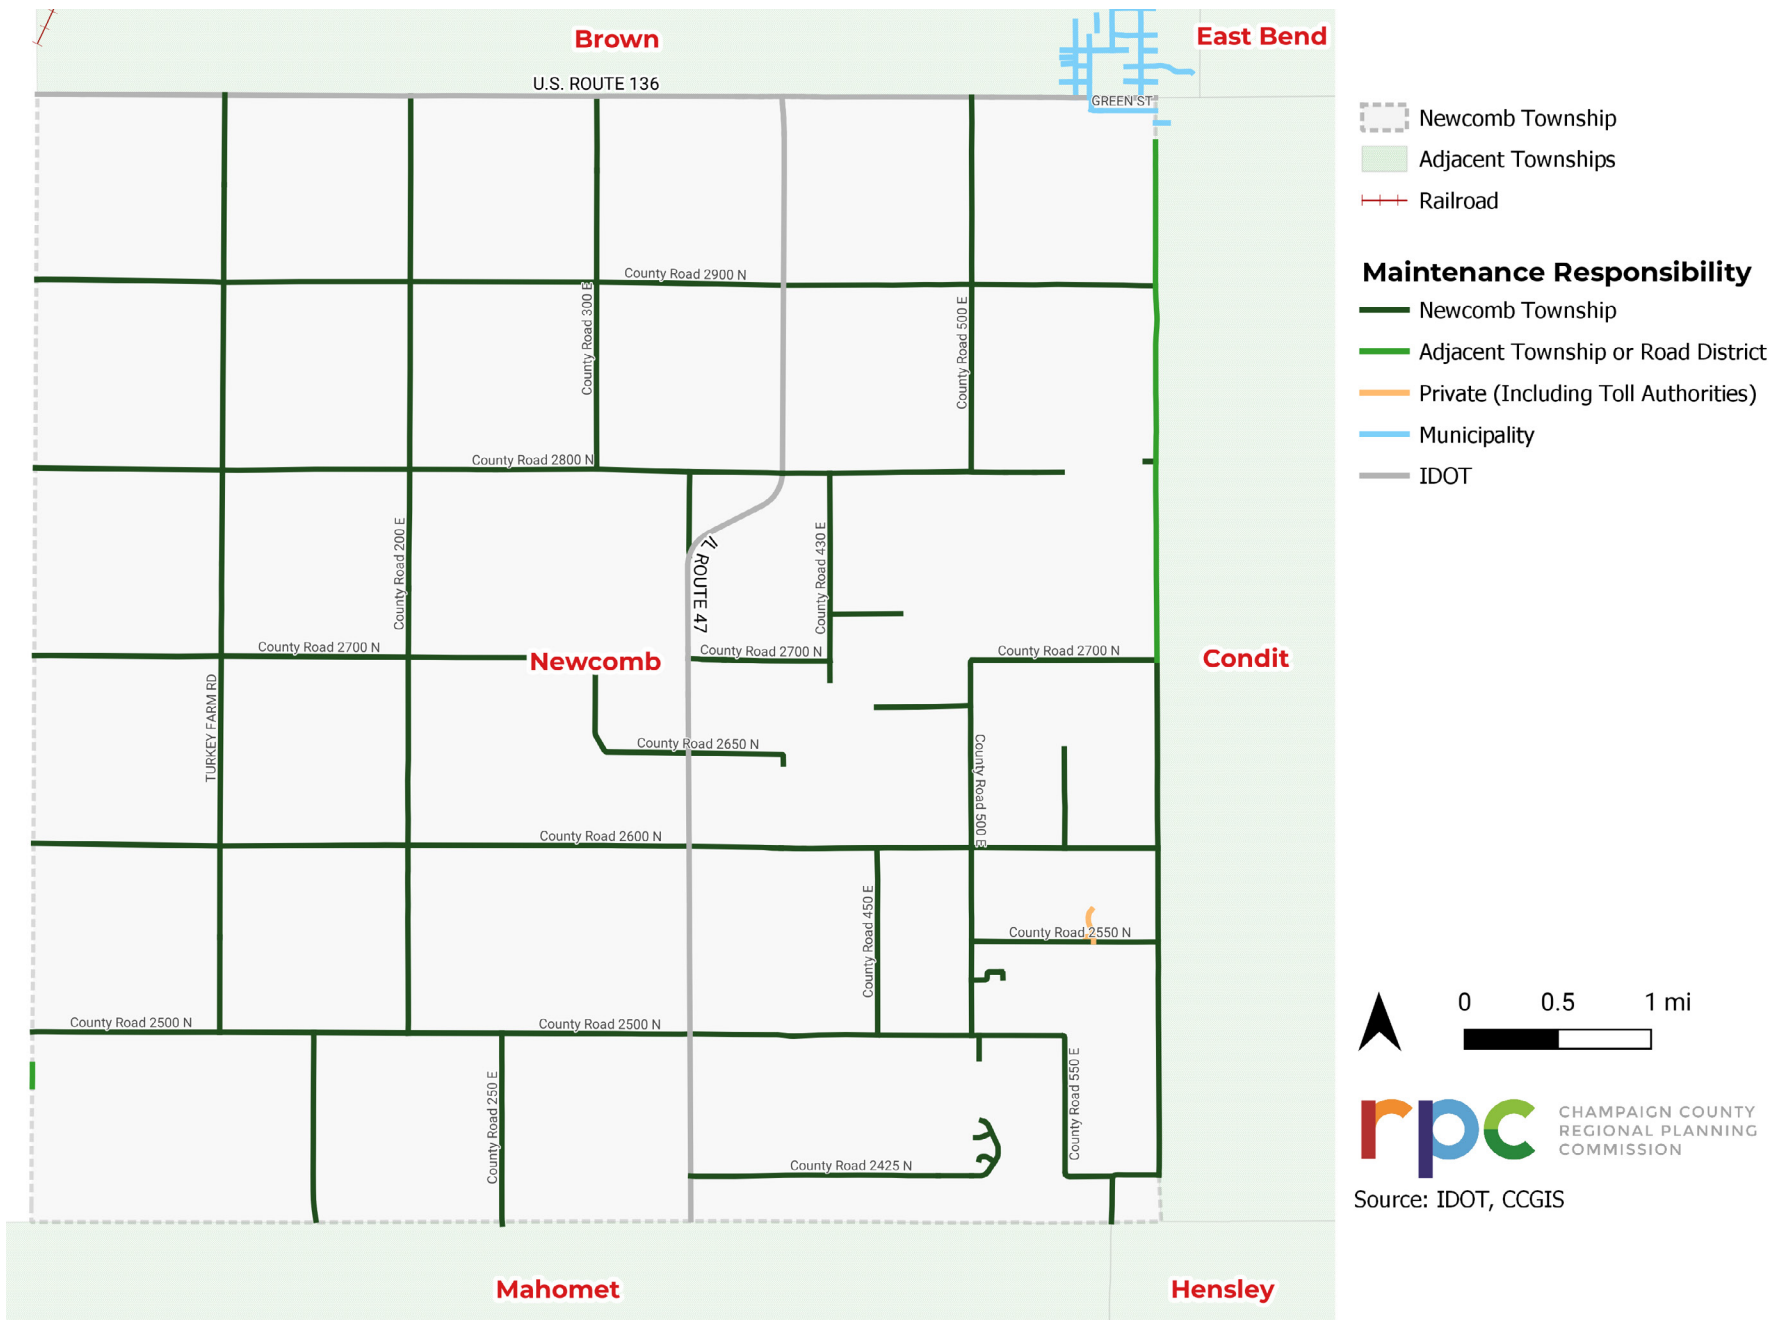 Brown
East Bend
U.S. ROUTE 136
GREEN ST
County Road 2900 N
County Road 300 E
County Road 500 E
County Road 2800 N
County Road 200 E
IL ROUTE 47
County Road 430 E
County Road 2700 N
Newcomb
County Road 2700 N
County Road 2700 N
Condit
TURKEY FARM RD
County Road 2650 N
County Road 500 E
County Road 2600 N
County Road 450 E
County Road 2550 N
County Road 2500 N
County Road 2500 N
County Road 250 E
County Road 550 E
County Road 2425 N
Mahomet
Hensley
Newcomb Township
Adjacent Townships
Railroad
Maintenance Responsibility
Newcomb Township
Adjacent Township or Road District
Private (Including Toll Authorities)
Municipality
IDOT
0 0.5 1 mi
rpc
CHAMPAIGN COUNTY
REGIONAL PLANNING
COMMISSION
Source: IDOT, CCGIS